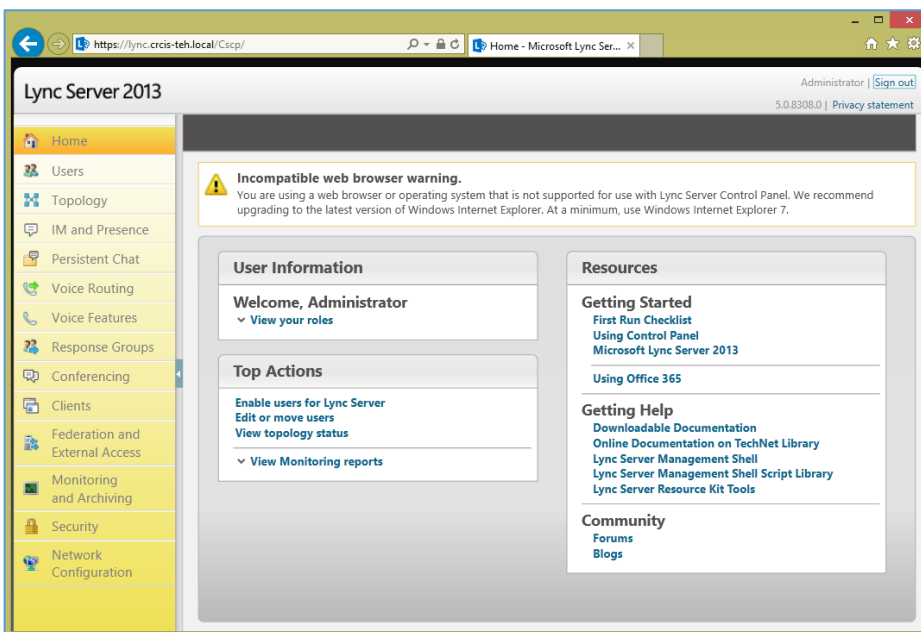 https://lync.crcis-teh.local/Cscp/
Home - Microsoft Lync Ser...
Lync Server 2013
Administrator | Sign out
5.0.8308.0 | Privacy statement
Home
Users
Topology
IM and Presence
Persistent Chat
Voice Routing
Voice Features
Response Groups
Conferencing
Clients
Federation and
External Access
Monitoring
and Archiving
Security
Network
Configuration
Incompatible web browser warning.
You are using a web browser or operating system that is not supported for use with Lync Server Control Panel. We recommend
upgrading to the latest version of Windows Internet Explorer. At a minimum, use Windows Internet Explorer 7.
User Information
Welcome, Administrator
View your roles
Top Actions
Enable users for Lync Server
Edit or move users
View topology status
View Monitoring reports
Resources
Getting Started
First Run Checklist
Using Control Panel
Microsoft Lync Server 2013
Using Office 365
Getting Help
Downloadable Documentation
Online Documentation on TechNet Library
Lync Server Management Shell
Lync Server Management Shell Script Library
Lync Server Resource Kit Tools
Community
Forums
Blogs